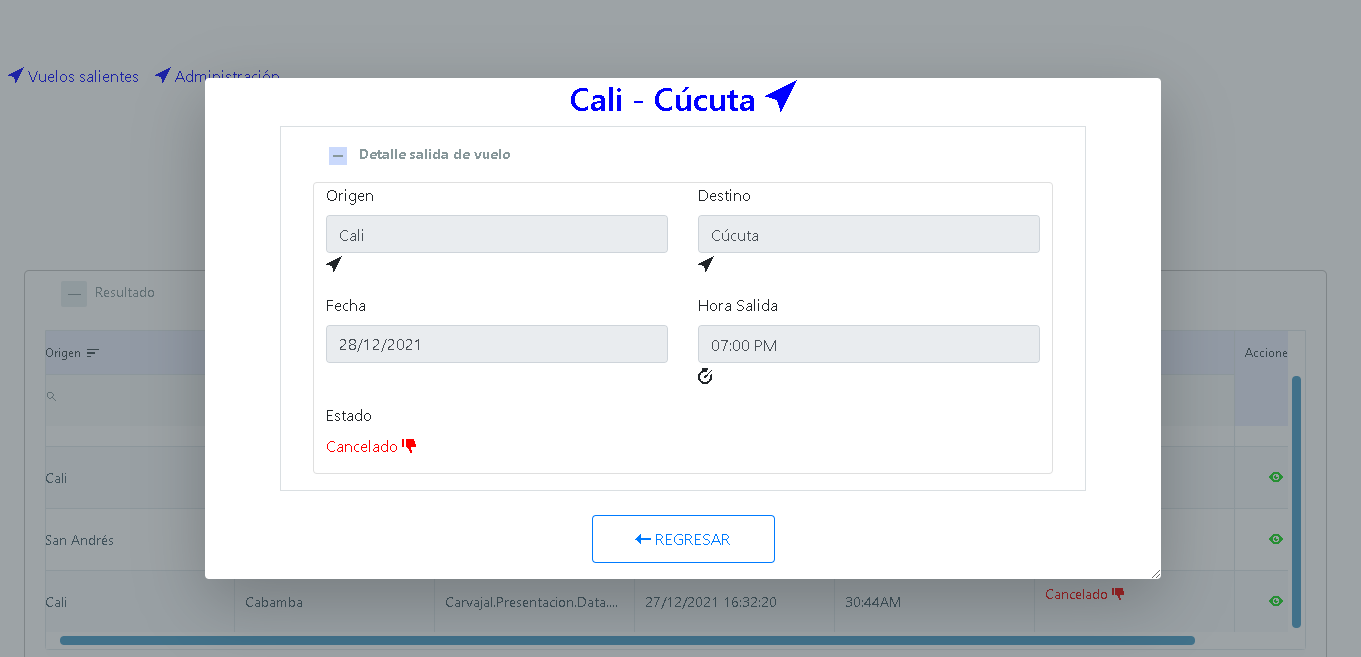 Vuelos salientes Administración
Cali - Cúcuta
Detalle salida de vuelo
Origen Destino
Cali Cúcuta
Fecha Hora Salida
28/12/2021 07:00 PM
Estado
Cancelado
REGRESAR
Resultado
Origen Accione
Cali
San Andrés
Cali Cabamba Carvajal.Presentacion.Data.... 27/12/2021 16:32:20 30:44AM Cancelado